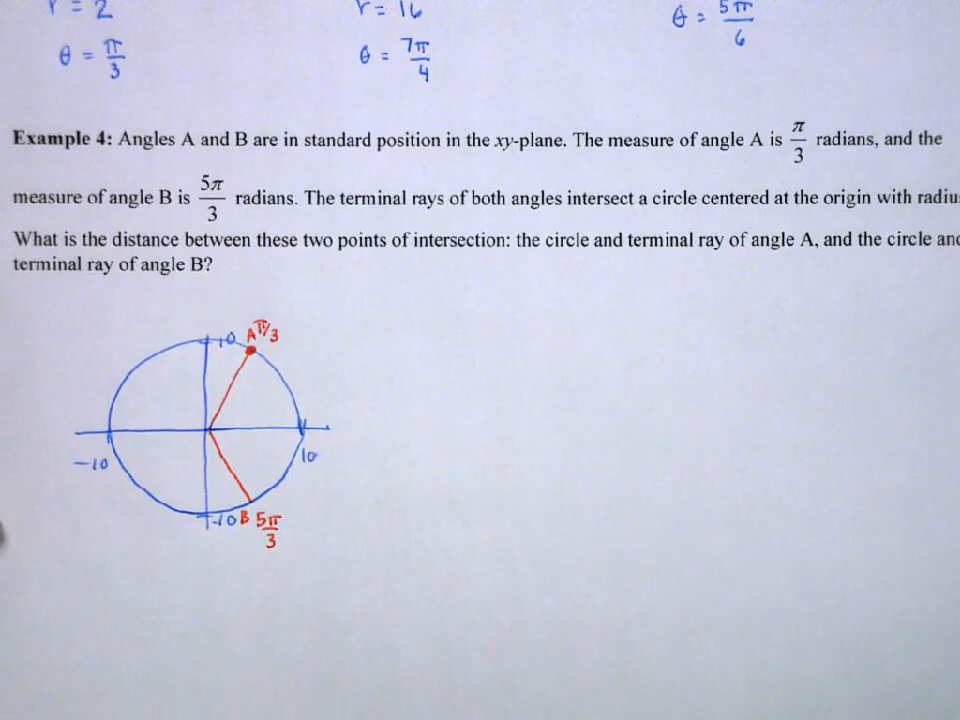 r = 2 r = 16 θ = 5π/6
θ = π/3 θ = 7π/4
Example 4: Angles A and B are in standard position in the xy-plane. The measure of angle A is π/3 radians, and the
measure of angle B is 5π/3 radians. The terminal rays of both angles intersect a circle centered at the origin with
What is the distance between these two points of intersection: the circle and terminal ray of angle A, and the circle
terminal ray of angle B?
10 A π/3
-10 10
-10 B 5π/3